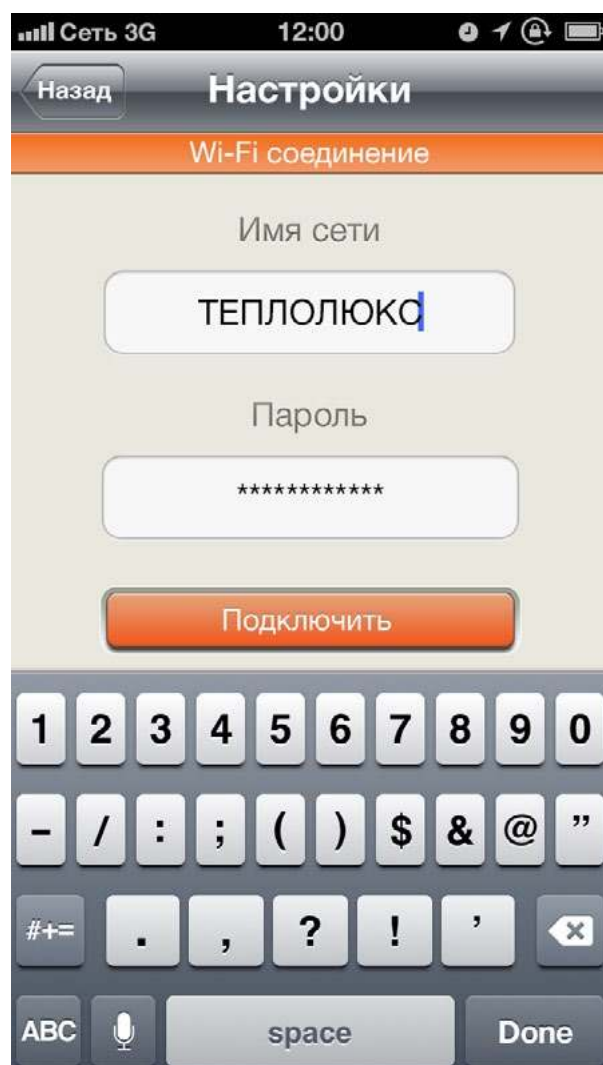 Сеть 3G 12:00
Назад Настройки
Wi-Fi соединение
Имя сети
ТЕПЛОЛЮКС
Пароль
************
Подключить
1 2 3 4 5 6 7 8 9 0
- / : ; ( ) $ & @ ”
#+= . , ? ! ’
ABC space Done